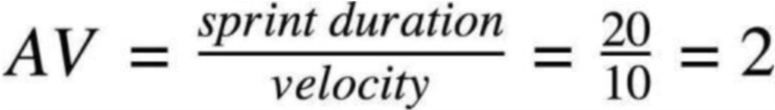 AV = sprint duration / velocity = 20 / 10 = 2